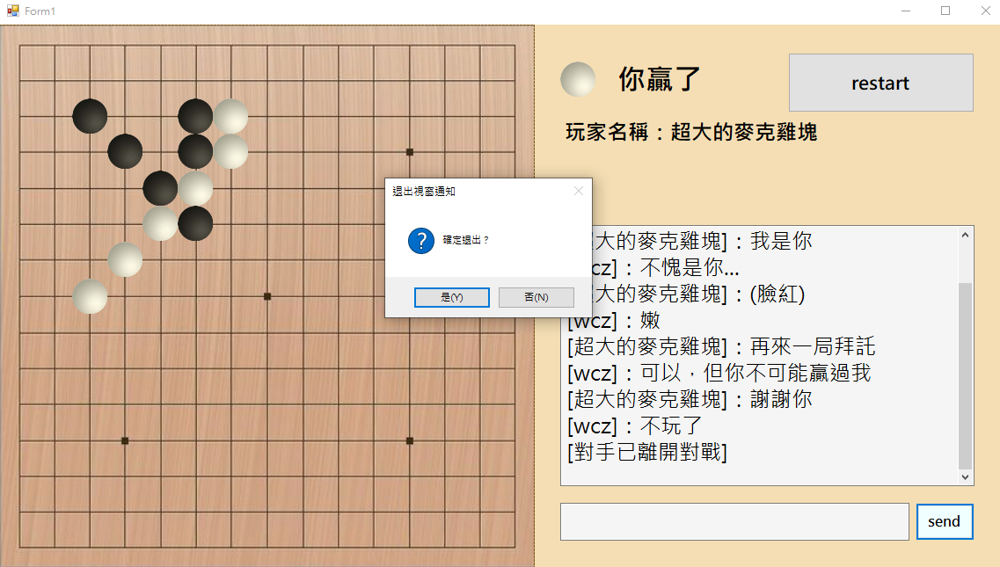 Form1
你贏了
restart
玩家名稱：超大的麥克雞塊
退出視窗通知
確定退出？
是(Y)
否(N)
大的麥克雞塊]：我是你
cz]：不愧是你...
大的麥克雞塊]：(臉紅)
[wcz]：嫩
[超大的麥克雞塊]：再來一局拜託
[wcz]：可以，但你不可能贏過我
[超大的麥克雞塊]：謝謝你
[wcz]：不玩了
[對手已離開對戰]
send